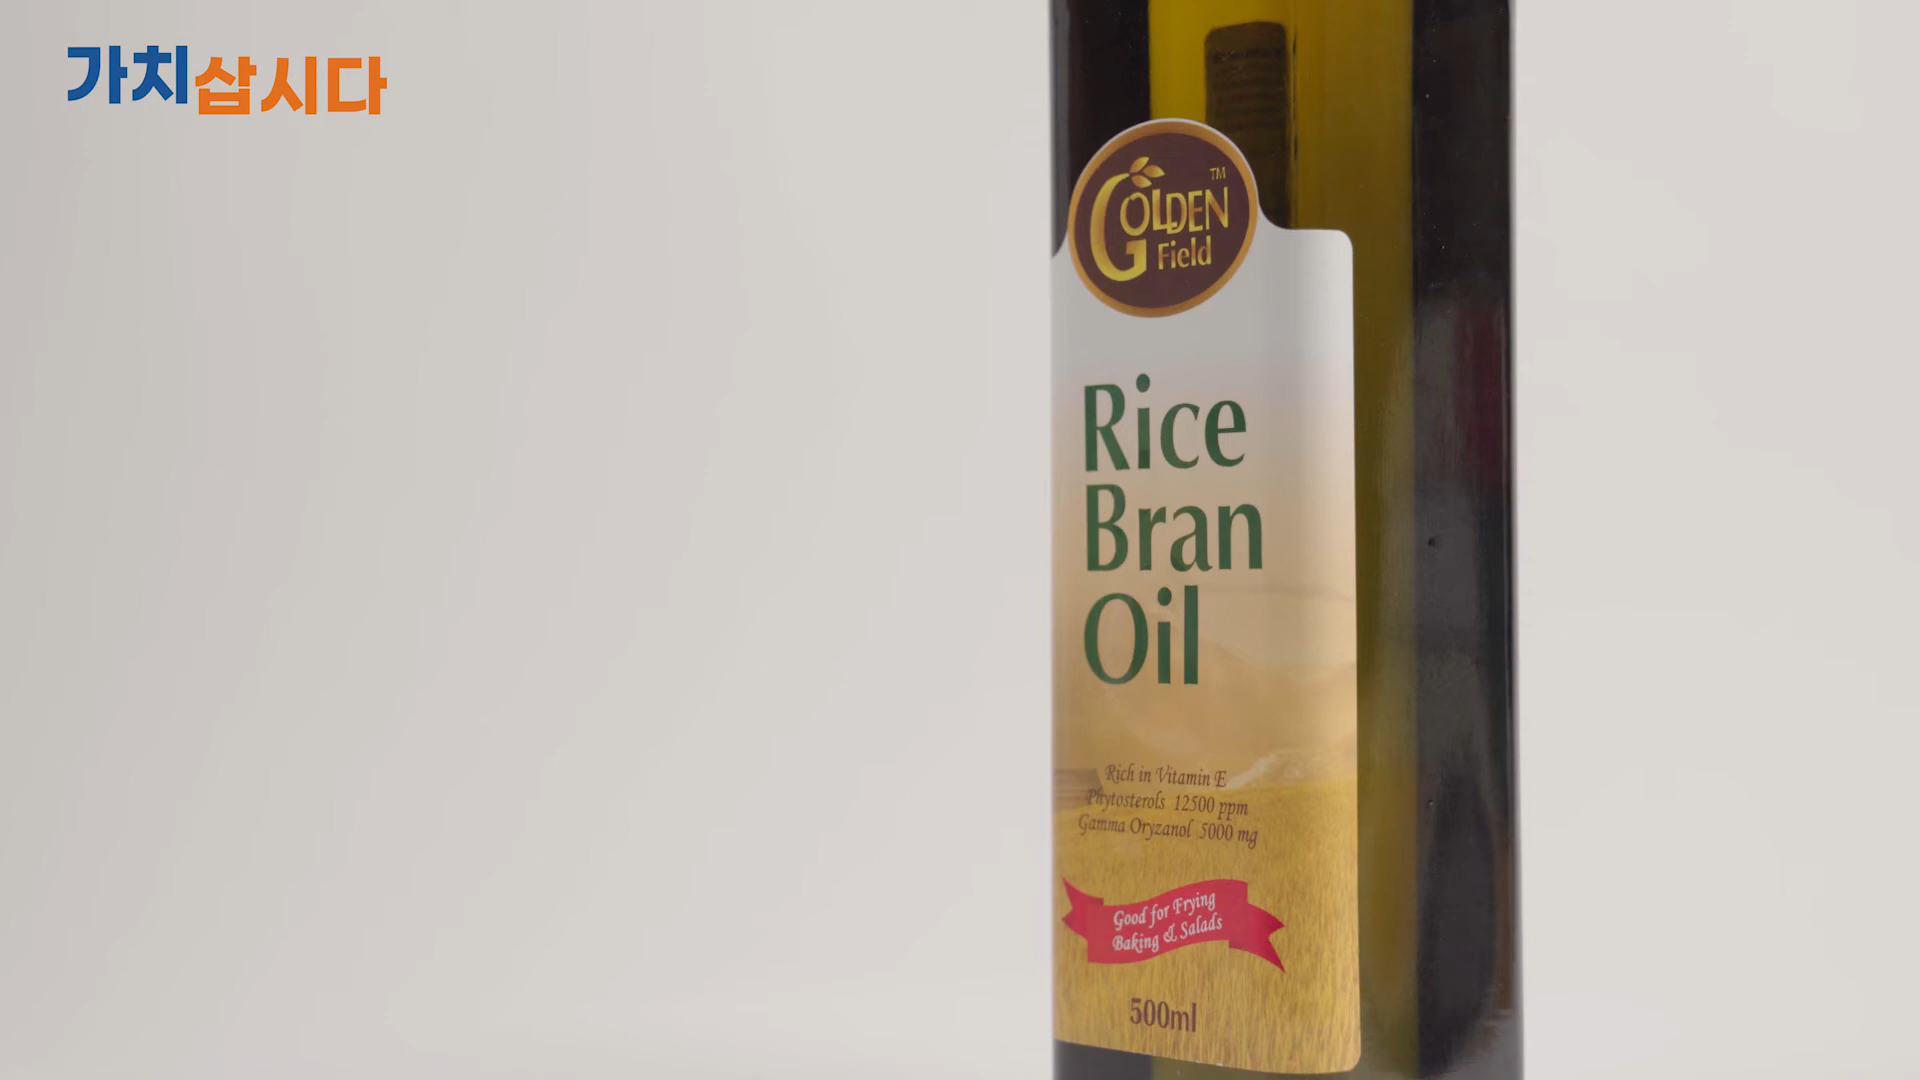 가치삽시다
GOLDEN
TM
Field
Rice
Bran
Oil
Rich in Vitamin E
Phytosterols 12500 ppm
Gamma Oryzanol 5000 mg
Good for Frying
Baking & Salads
500ml